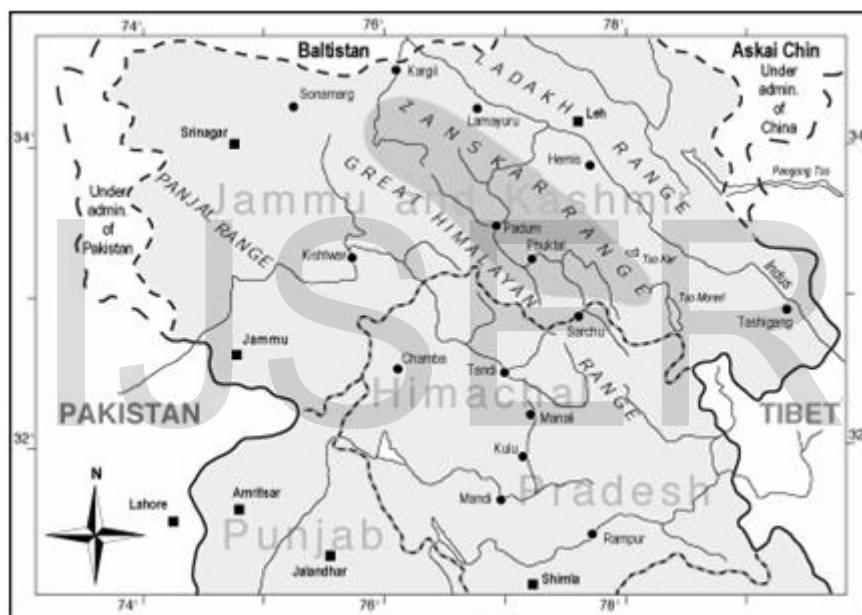 74'
76'
78'
Baltistan
Askai Chin
Under
admin.
of
China
Kargil
LADAKH RANGE
Sonamarg
Lamayuru
Leh
34'
Srinagar
ZANSKAR RANGE
Hemis
34'
Pangong Tso
PANJAL RANGE
GREAT HIMALAYAN RANGE
Jammu and Kashmir
Under
admin.
of
Pakistan
Padum
Kishtwar
Phuktal
Tso Kar
Indus
Tso Moreri
Sarchu
Tashigang
Jammu
IJSER
Chamba
Tandi
Himachal
PAKISTAN
Manali
TIBET
32'
Kulu
32'
N
Mandi
Pradesh
Lahore
Amritsar
Punjab
Rampur
Jalandhar
Shimla
74'
76'
78'